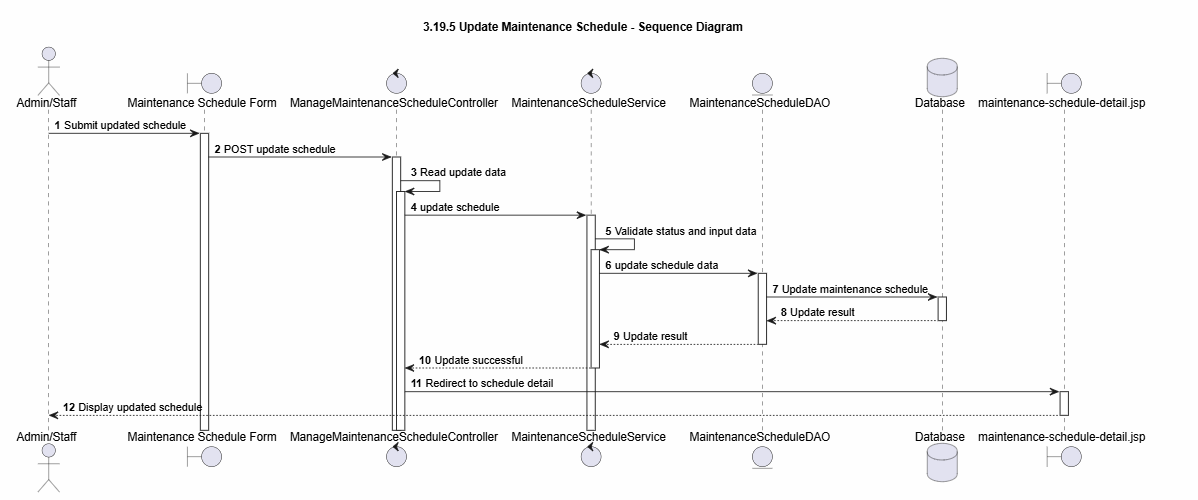 3.19.5 Update Maintenance Schedule - Sequence Diagram
Admin/Staff
Maintenance Schedule Form
ManageMaintenanceScheduleController
MaintenanceScheduleService
MaintenanceScheduleDAO
Database
maintenance-schedule-detail.jsp
1 Submit updated schedule
2 POST update schedule
3 Read update data
4 update schedule
5 Validate status and input data
6 update schedule data
7 Update maintenance schedule
8 Update result
9 Update result
10 Update successful
11 Redirect to schedule detail
12 Display updated schedule
Admin/Staff
Maintenance Schedule Form
ManageMaintenanceScheduleController
MaintenanceScheduleService
MaintenanceScheduleDAO
Database
maintenance-schedule-detail.jsp